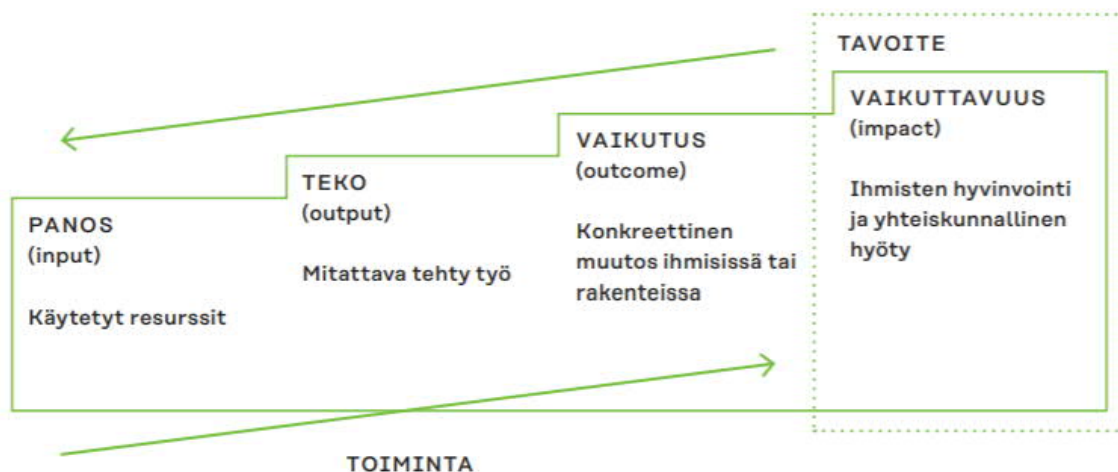 TAVOITE
VAIKUTTAVUUS
(impact)
Ihmisten hyvinvointi
ja yhteiskunnallinen
hyöty
VAIKUTUS
(outcome)
Konkreettinen
muutos ihmisissä tai
rakenteissa
TEKO
(output)
Mitattava tehty työ
PANOS
(input)
Käytetyt resurssit
TOIMINTA